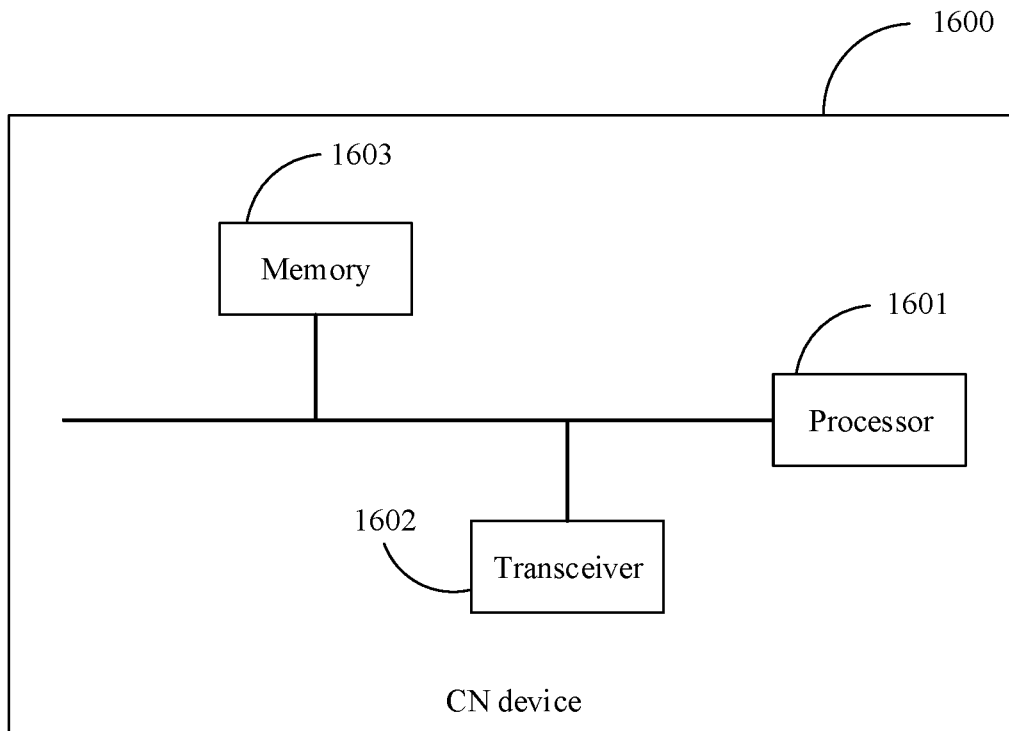 1600
1603
Memory
1601
Processor
1602
Transceiver
CN device